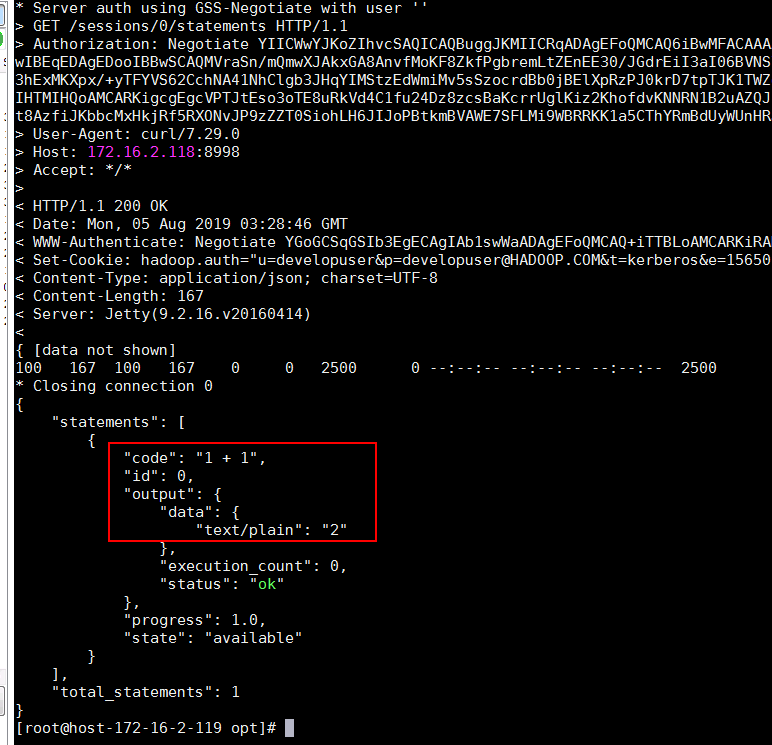 * Server auth using GSS-Negotiate with user ''
> GET /sessions/0/statements HTTP/1.1
> Authorization: Negotiate YIICWwYJKoZIhvcSAQICAQBuggJKMIICRqADAgEFoQMCAQ6iBwMFACAAA
wIBEqEDAgEDooIBBwSCAQMVraSn/mQmwXJAkxGA8AnvfMoKF8ZkfPgbremLtZEnEE30/JGdrEiI3aI06BVNS
3hExMKXpx/+yTFYVS62CchNA41NhClgb3JHqYIMStzEdWmiMv5sSzocrdBb0jBElXpRzPJ0krD7tpTJK1TWZ
IHTMIHQoAMCARKigcgEgcVPTJtEso3oTE8uRkVd4C1fu24Dz8zcsBaKcrrUglKiz2KhofdvKNNRN1B2uAZQJ
t8AzfiJKbbcMxHkjRf5RXONvJP9zZZT0SiohLH6JIJoPBtkmBVAWE7SFLMi9WBRRKK1a5CThYRmBdUyWUnHR
> User-Agent: curl/7.29.0
> Host: 172.16.2.118:8998
> Accept: */*
>
< HTTP/1.1 200 OK
< Date: Mon, 05 Aug 2019 03:28:46 GMT
< WWW-Authenticate: Negotiate YGoGCSqGSIb3EgECAgIAb1swWaADAgEFoQMCAQ+iTTBLoAMCARKiRA
< Set-Cookie: hadoop.auth="u=developuser&p=developuser@HADOOP.COM&t=kerberos&e=15650
< Content-Type: application/json; charset=UTF-8
< Content-Length: 167
< Server: Jetty(9.2.16.v20160414)
<
{ [data not shown]
100   167  100   167    0     0   2500      0 --:--:-- --:--:-- --:--:--  2500
* Closing connection 0
{
    "statements": [
        {
            "code": "1 + 1",
            "id": 0,
            "output": {
                "data": {
                    "text/plain": "2"
                },
                "execution_count": 0,
                "status": "ok"
            },
            "progress": 1.0,
            "state": "available"
        }
    ],
    "total_statements": 1
}
[root@host-172-16-2-119 opt]#